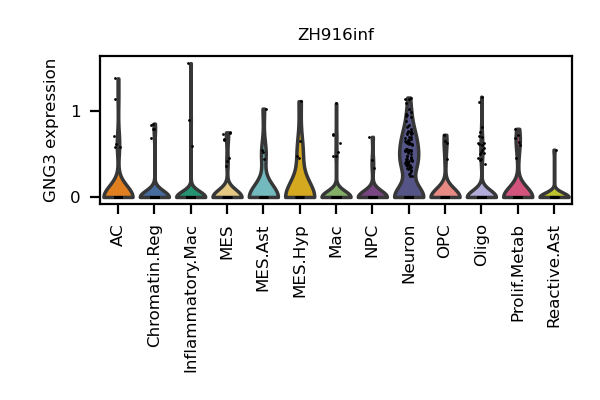 ZH916inf
GNG3 expression
1
0
AC
Chromatin.Reg
Inflammatory.Mac
MES
MES.Ast
MES.Hyp
Mac
NPC
Neuron
OPC
Oligo
Prolif.Metab
Reactive.Ast